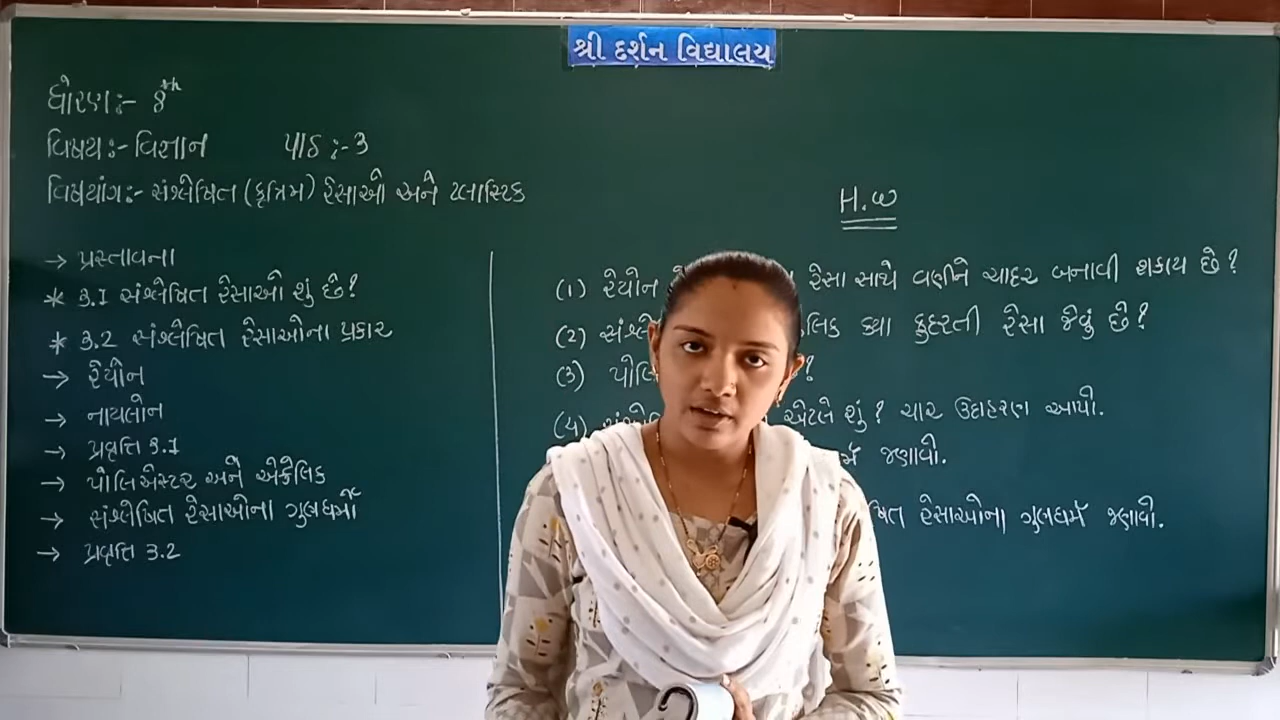 શ્રી દર્શન વિદ્યાલય
ધોરણ:- 8th
વિષય:- વિજ્ઞાન પાઠ :- 3
વિષયાંગ:- સંશ્લેષિત (કૃત્રિમ) રેસાઓ અને પ્લાસ્ટિક
→ પ્રસ્તાવના
* 3.1 સંશ્લેષિત રેસાઓ શું છે?
* 3.2 સંશ્લેષિત રેસાઓના પ્રકાર
→ રેયોન
→ નાયલોન
→ પ્રવૃત્તિ 3.1
→ પોલિએસ્ટર અને એક્રેલિક
→ સંશ્લેષિત રેસાઓના ગુણધર્મો
→ પ્રવૃત્તિ 3.2
H.W
(1) રેયોન રેસા સાથે વણીને ચાદર બનાવી શકાય છે?
(2) ક્યા કુદરતી રેસા જેવું છે?
(3) ?
(4) એટલે શું? ચાર ઉદાહરણ આપો.
જણાવો.
રેસાઓના ગુણધર્મ જણાવો.